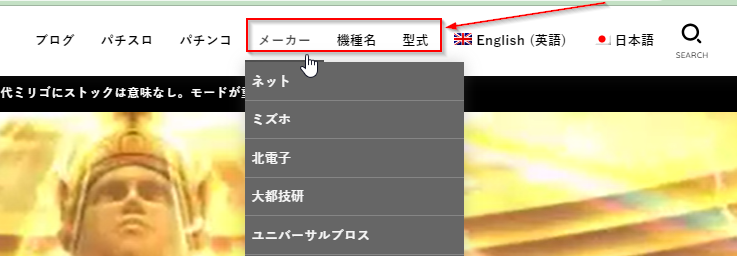 ブログ パチスロ パチンコ メーカー 機種名 型式 English (英語) 日本語
SEARCH
ネット
代ミリゴにストックは意味なし。モードが
ミズホ
北電子
大都技研
ユニバーサルブロス